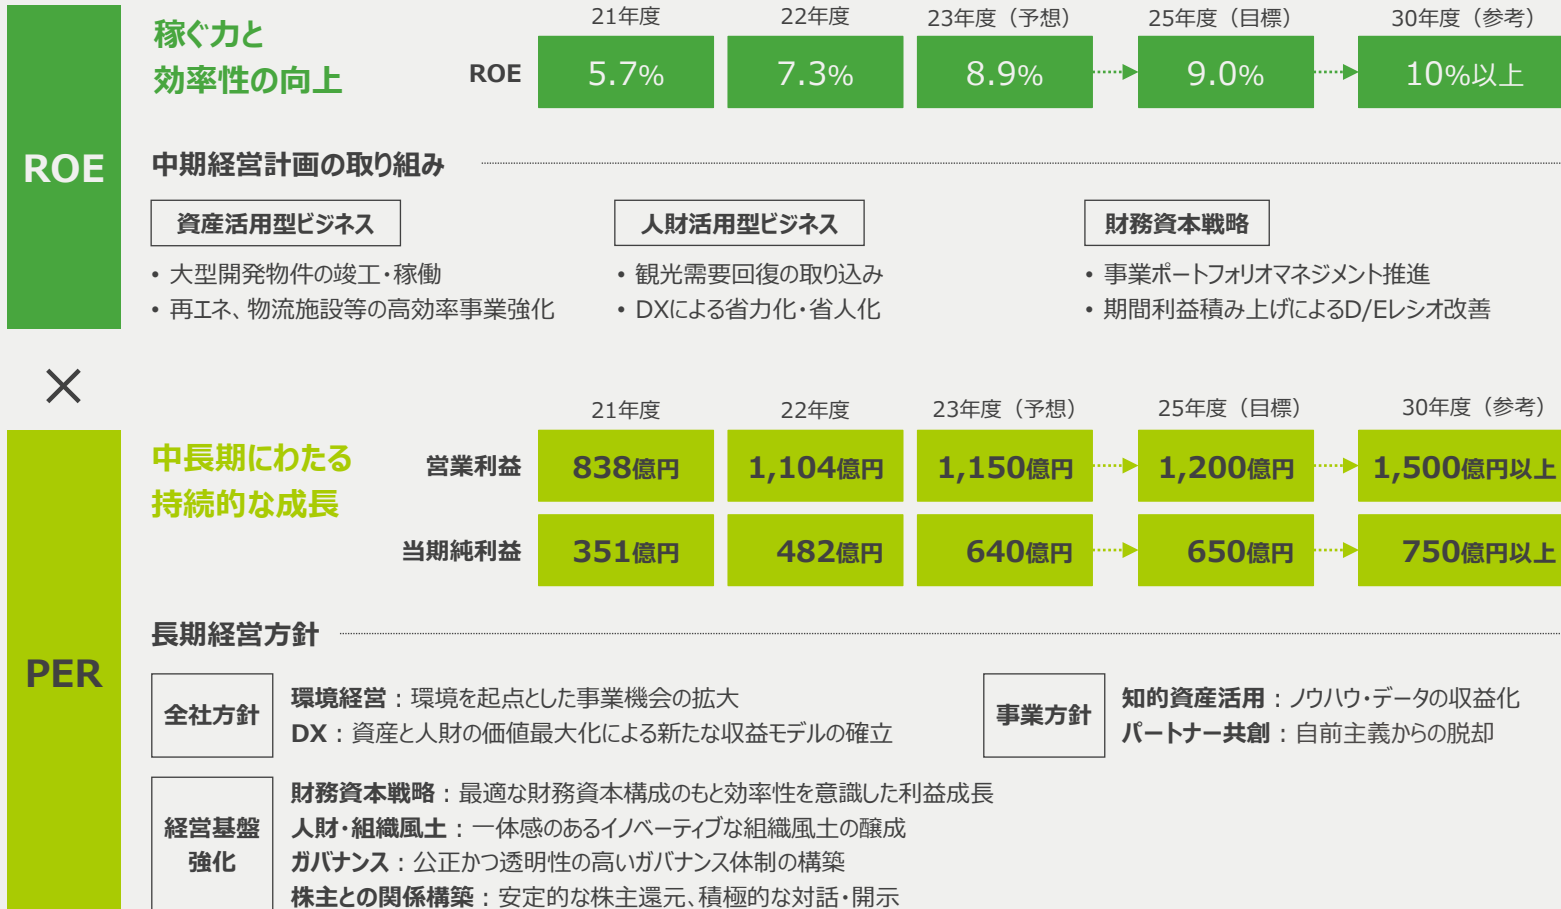 ROE
稼ぐ力と
効率性の向上
21年度 22年度 23年度（予想） 25年度（目標） 30年度（参考）
ROE 5.7% 7.3% 8.9% 9.0% 10%以上
中期経営計画の取り組み
資産活用型ビジネス
• 大型開発物件の竣工・稼働
• 再エネ、物流施設等の高効率事業強化
人財活用型ビジネス
• 観光需要回復の取り込み
• DXによる省力化・省人化
財務資本戦略
• 事業ポートフォリオマネジメント推進
• 期間利益積み上げによるD/Eレシオ改善
×
PER
中長期にわたる
持続的な成長
21年度 22年度 23年度（予想） 25年度（目標） 30年度（参考）
営業利益 838億円 1,104億円 1,150億円 1,200億円 1,500億円以上
当期純利益 351億円 482億円 640億円 650億円 750億円以上
長期経営方針
全社方針
環境経営：環境を起点とした事業機会の拡大
DX：資産と人財の価値最大化による新たな収益モデルの確立
事業方針
知的資産活用：ノウハウ・データの収益化
パートナー共創：自前主義からの脱却
経営基盤
強化
財務資本戦略：最適な財務資本構成のもと効率性を意識した利益成長
人財・組織風土：一体感のあるイノベーティブな組織風土の醸成
ガバナンス：公正かつ透明性の高いガバナンス体制の構築
株主との関係構築：安定的な株主還元、積極的な対話・開示